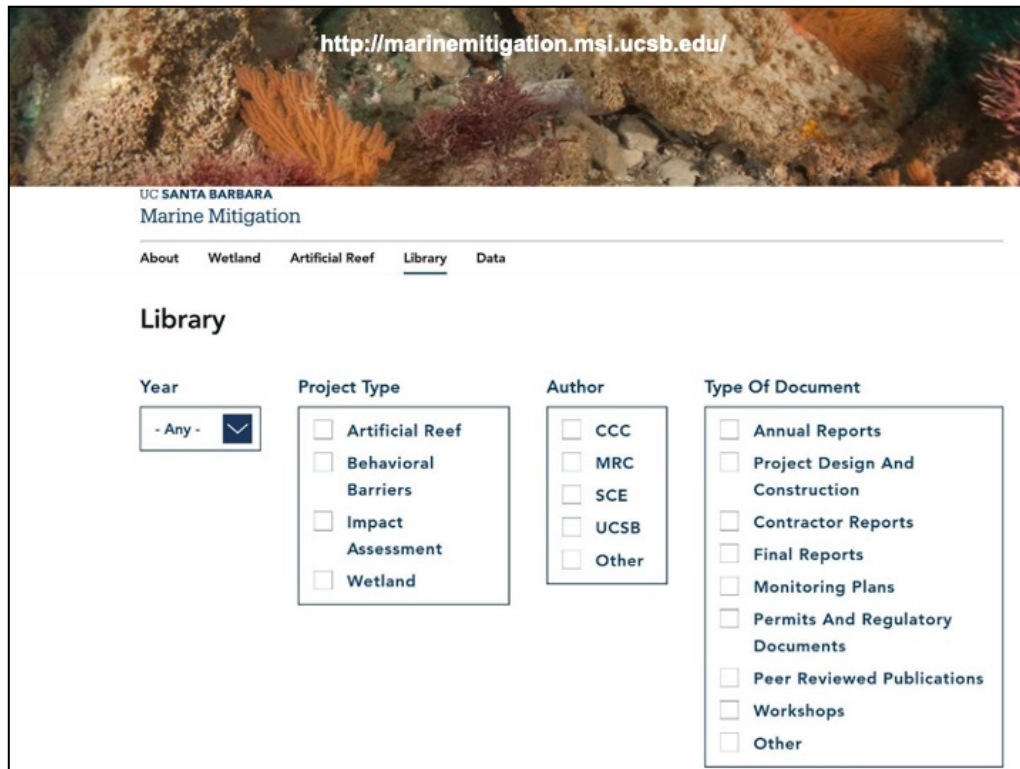 http://marinemitigation.msi.ucsb.edu/
UC SANTA BARBARA
Marine Mitigation
About Wetland Artificial Reef Library Data
Library
Year
- Any -
Project Type
Artificial Reef
Behavioral
Barriers
Impact
Assessment
Wetland
Author
CCC
MRC
SCE
UCSB
Other
Type Of Document
Annual Reports
Project Design And
Construction
Contractor Reports
Final Reports
Monitoring Plans
Permits And Regulatory
Documents
Peer Reviewed Publications
Workshops
Other